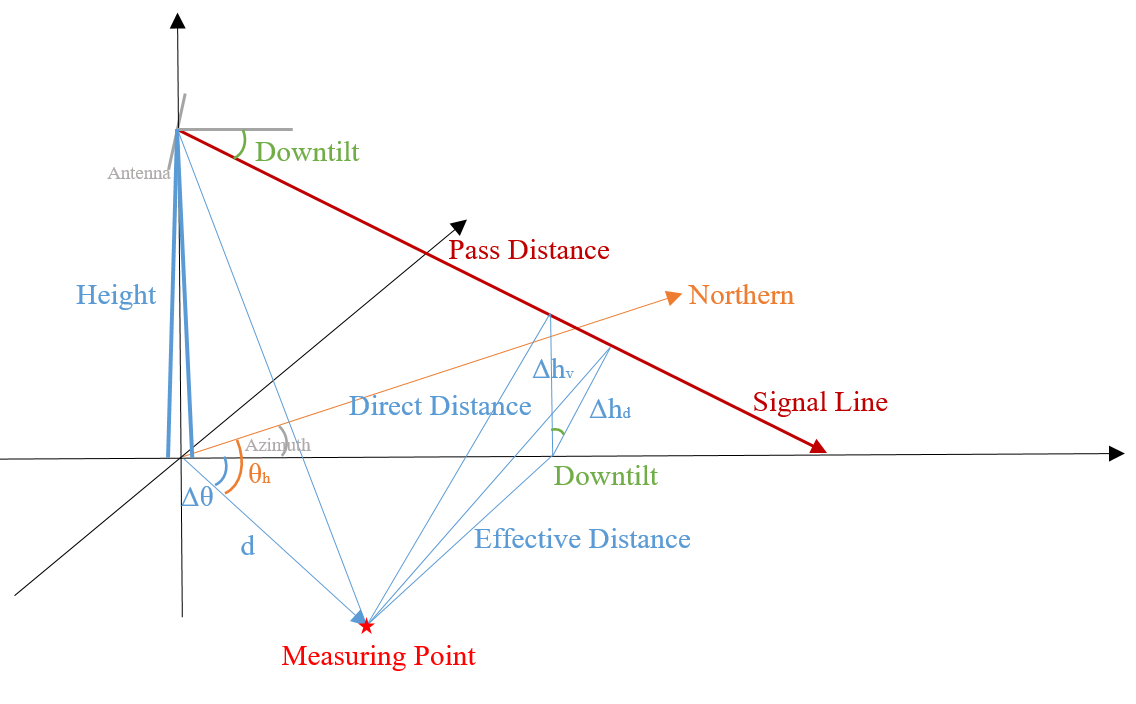 Downtilt
Antenna
Pass Distance
Height
Northern
Δhv
Direct Distance
Δhd
Signal Line
Azimuth
θh
Downtilt
Δθ
d
Effective Distance
Measuring Point